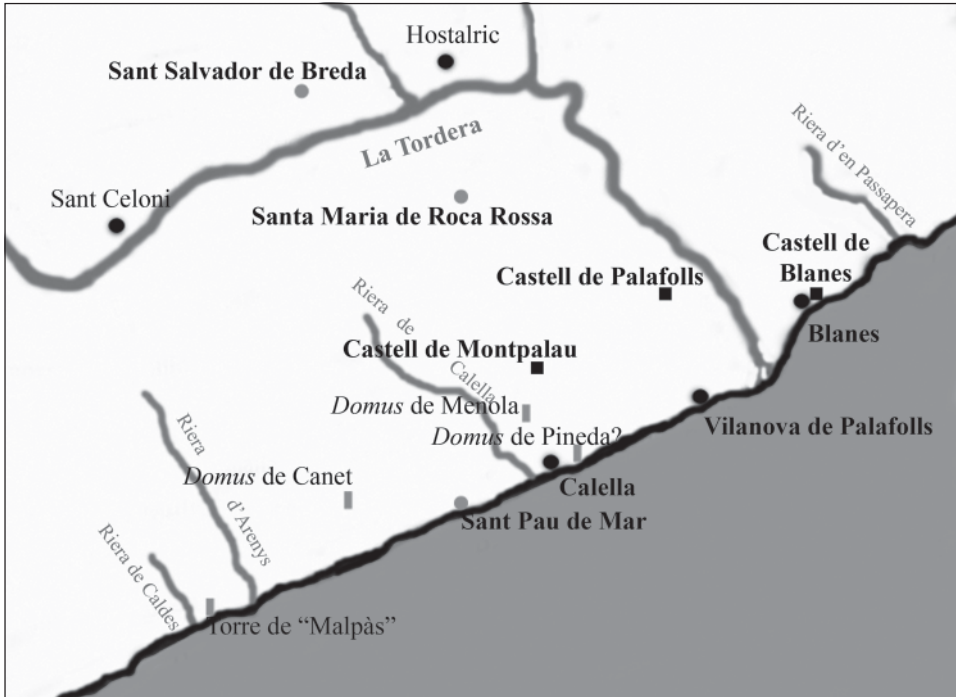 Hostalric
Sant Salvador de Breda
La Tordera
Riera d'en Passapera
Sant Celoni
Santa Maria de Roca Rossa
Castell de
Blanes
Castell de Palafolls
Riera de
Calella
Blanes
Castell de Montpalau
Domus de Menola
Vilanova de Palafolls
Domus de Pineda?
Riera
d'Arenys
Domus de Canet
Calella
Sant Pau de Mar
Riera de Caldes
Torre de “Malpàs”